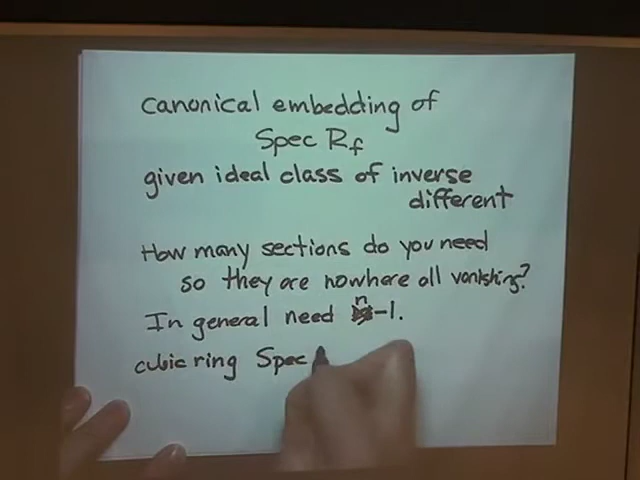 canonical embedding of
Spec R_f
given ideal class of inverse
different
How many sections do you need
so they are nowhere all vanishing?
In general need n-1.
cubic ring Spec